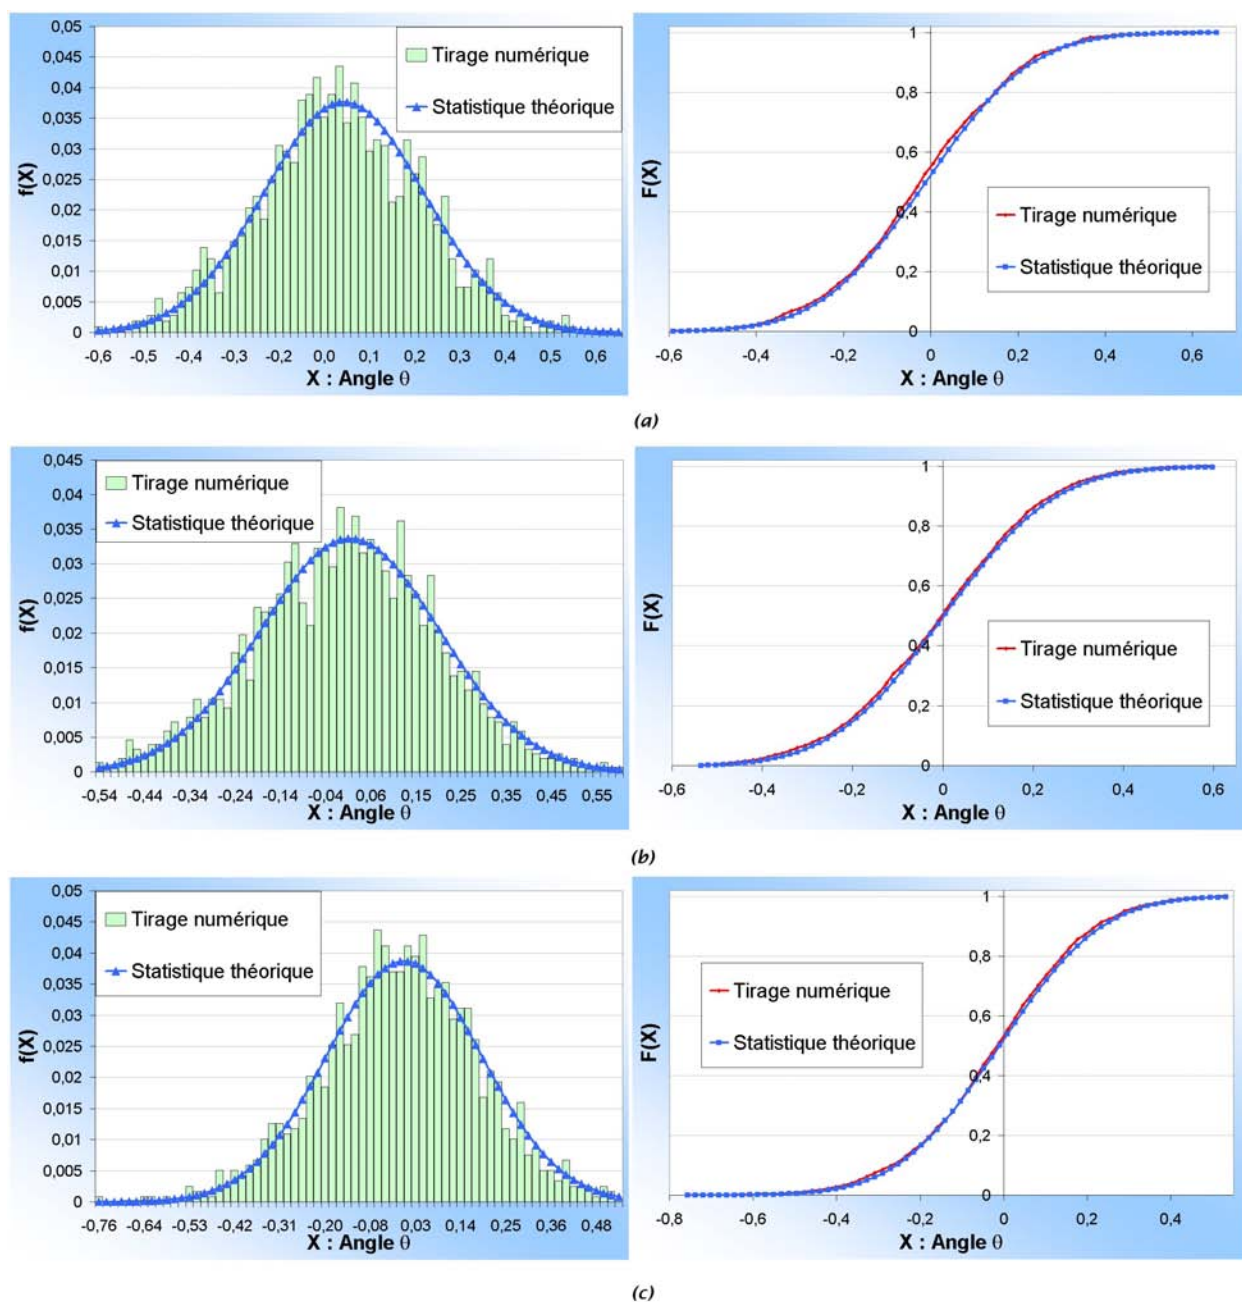 0,05
0,045
0,04
0,035
0,03
0,025
0,02
0,015
0,01
0,005
0
f(X)
Tirage numérique
Statistique théorique
-0,6 -0,5 -0,3 -0,2 0,0 0,1 0,3 0,4 0,6
X : Angle θ
1
0,8
0,6
0,4
0,2
0
F(X)
Tirage numérique
Statistique théorique
-0,6 -0,4 -0,2 0 0,2 0,4 0,6
X : Angle θ
(a)
0,045
0,04
0,035
0,03
0,025
0,02
0,015
0,01
0,005
0
f(X)
Tirage numérique
Statistique théorique
-0,54 -0,44 -0,34 -0,24 -0,14 -0,04 0,06 0,15 0,25 0,35 0,45 0,55
X : Angle θ
1
0,8
0,6
0,4
0,2
0
F(X)
Tirage numérique
Statistique théorique
-0,6 -0,4 -0,2 0 0,2 0,4 0,6
X : Angle θ
(b)
0,05
0,045
0,04
0,035
0,03
0,025
0,02
0,015
0,01
0,005
0
f(X)
Tirage numérique
Statistique théorique
-0,76 -0,64 -0,53 -0,42 -0,31 -0,20 -0,08 0,03 0,14 0,25 0,36 0,48
X : Angle θ
1
0,8
0,6
0,4
0,2
0
F(X)
Tirage numérique
Statistique théorique
-0,8 -0,6 -0,4 -0,2 0 0,2 0,4
X : Angle θ
(c)